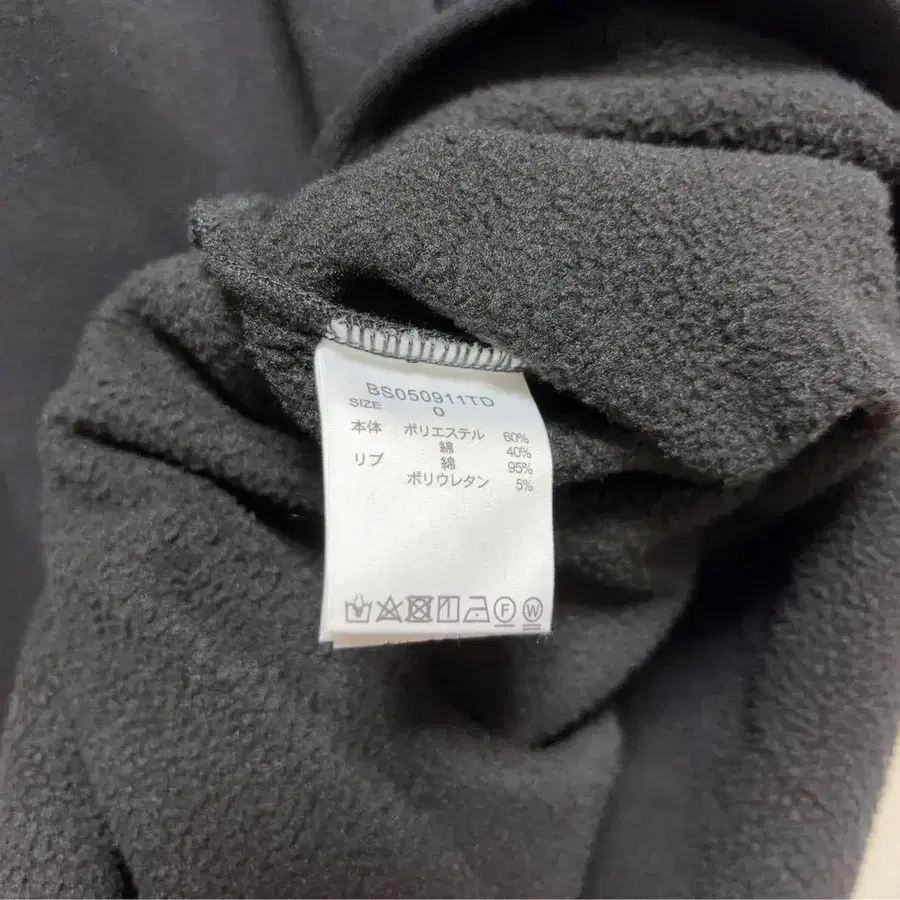 BS050911TD
SIZE 0
本体 ポリエステル 60%
綿 40%
リブ 綿 95%
ポリウレタン 5%
F W